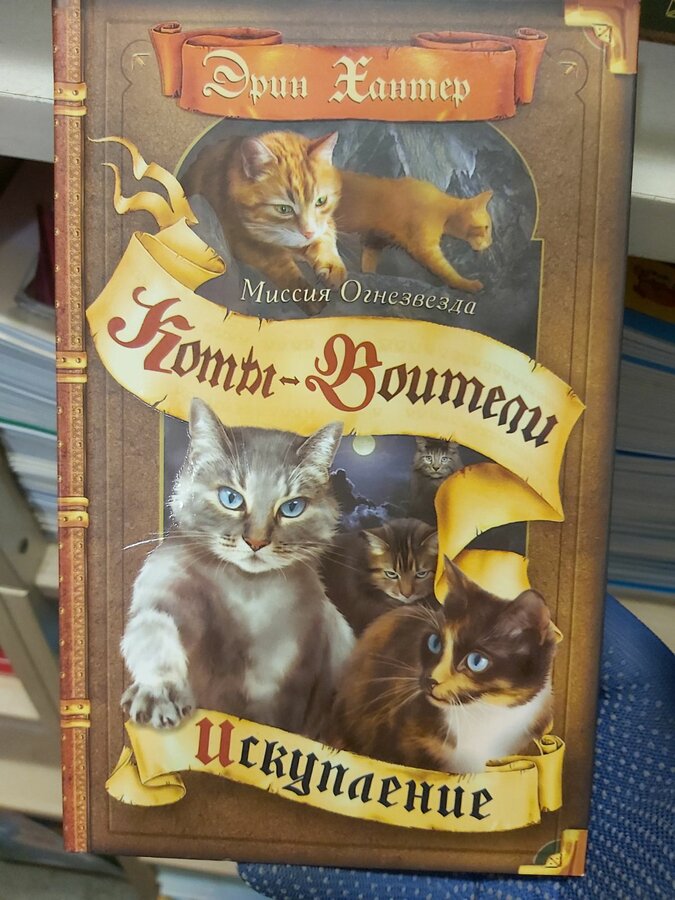 Эрин Хантер
Миссия Огнезвезда
Коты-Воители
Искупление